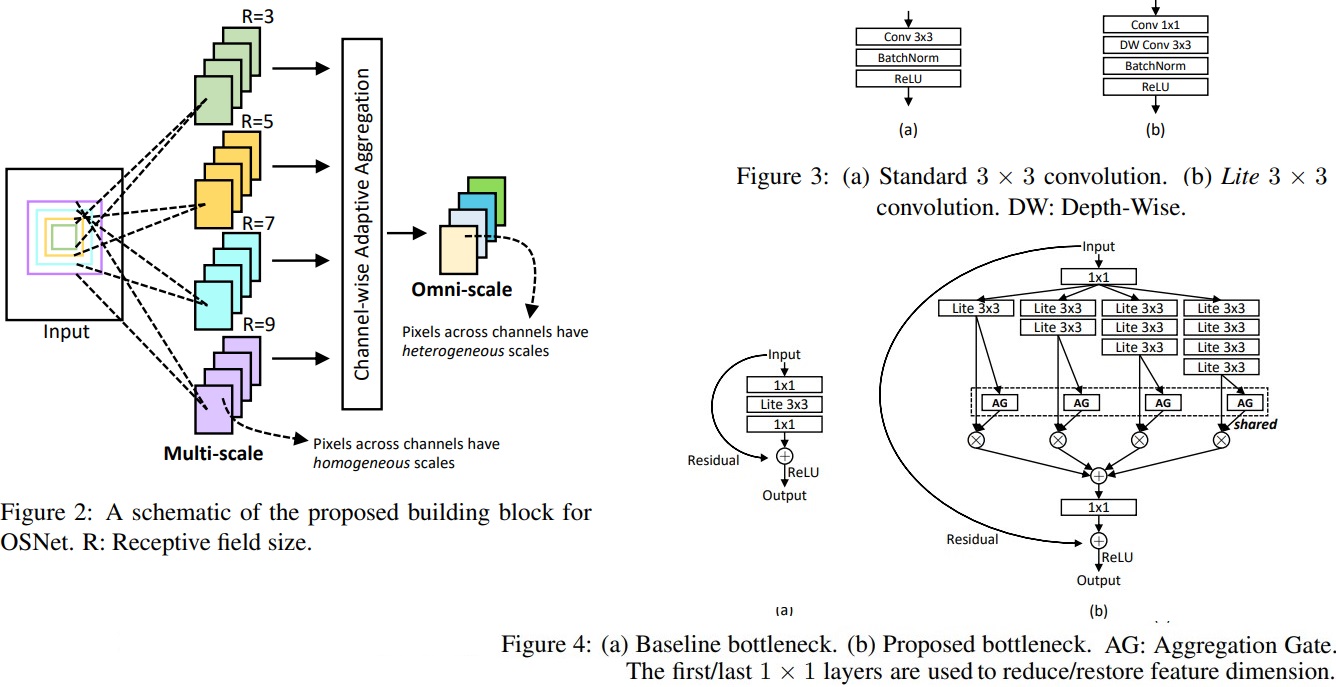 R=3
R=5
R=7
R=9
Input
Multi-scale
Channel-wise Adaptive Aggregation
Omni-scale
Pixels across channels have
heterogeneous scales
Pixels across channels have
homogeneous scales
Figure 2: A schematic of the proposed building block for
OSNet. R: Receptive field size.
Conv 3x3
BatchNorm
ReLU
(a)
Conv 1x1
DW Conv 3x3
BatchNorm
ReLU
(b)
Figure 3: (a) Standard 3 × 3 convolution. (b) Lite 3 × 3
convolution. DW: Depth-Wise.
Input
1x1
Lite 3x3
1x1
Residual
ReLU
Output
(a)
Input
1x1
Lite 3x3 Lite 3x3 Lite 3x3 Lite 3x3
Lite 3x3 Lite 3x3 Lite 3x3
Lite 3x3 Lite 3x3
Lite 3x3
AG AG AG AG
shared
1x1
Residual
ReLU
Output
(b)
Figure 4: (a) Baseline bottleneck. (b) Proposed bottleneck. AG: Aggregation Gate.
The first/last 1 × 1 layers are used to reduce/restore feature dimension.